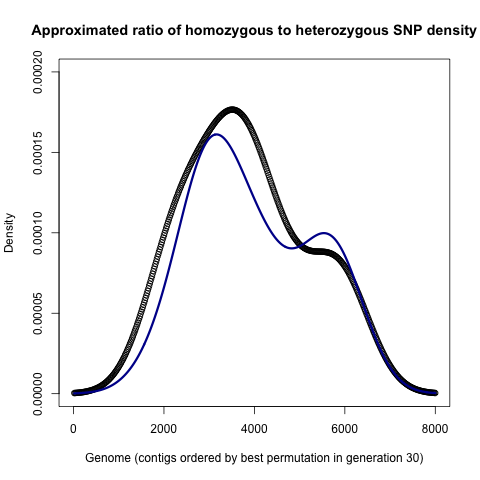 Approximated ratio of homozygous to heterozygous SNP density
0.00020
0.00015
0.00010
0.00005
0.00000
Density
0 2000 4000 6000 8000
Genome (contigs ordered by best permutation in generation 30)